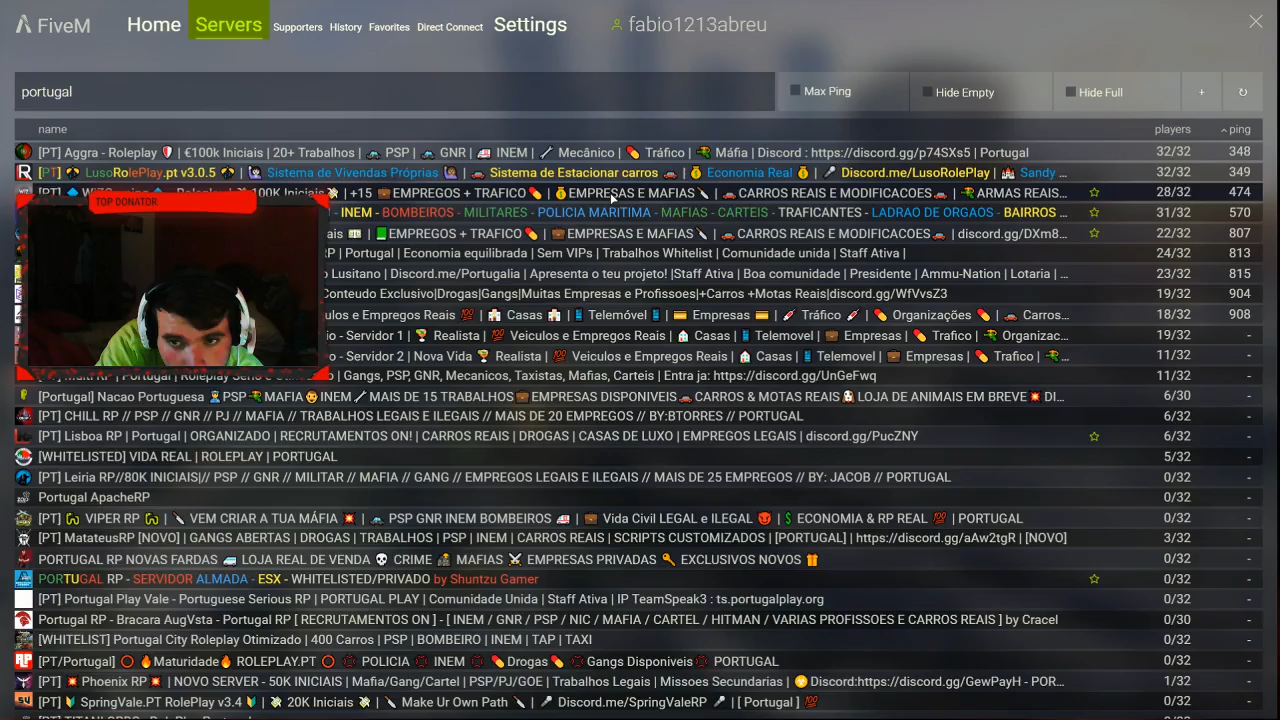 FiveM Home Servers Supporters History Favorites Direct Connect Settings fabio1213abreu
portugal Max Ping Hide Empty Hide Full +
name players ping
[PT] Aggra - Roleplay | €100k Iniciais | 20+ Trabalhos | PSP | GNR | INEM | Mecânico | Tráfico | Máfia | Discord : https://discord.gg/p74SXs5 | Portugal 32/32 348
[PT] LusoRolePlay.pt v3.0.5 Sistema de Vivendas Próprias Sistema de Estacionar carros Economia Real Discord.me/LusoRolePlay | Sandy ... 32/32 349
Iniciais | +15 EMPREGOS + TRAFICO | EMPRESAS E MAFIAS | CARROS REAIS E MODIFICACOES | ARMAS REAIS... 28/32 474
TOP DONATOR
INEM - BOMBEIROS - MILITARES - POLICIA MARITIMA - MAFIAS - CARTEIS - TRAFICANTES - LADRAO DE ORGAOS - BAIRROS ... 31/32 570
EMPREGOS + TRAFICO | EMPRESAS E MAFIAS | CARROS REAIS E MODIFICACOES | discord.gg/DXm8... 22/32 807
| Portugal | Economia equilibrada | Sem VIPs | Trabalhos Whitelist | Comunidade unida | Staff Ativa | 24/32 813
Lusitano | Discord.me/Portugalia | Apresenta o teu projeto! |Staff Ativa | Boa comunidade | Presidente | Ammu-Nation | Lotaria | ... 23/32 815
Conteudo Exclusivo|Drogas|Gangs|Muitas Empresas e Profissoes|+Carros +Motas Reais|discord.gg/WfVvsZ3 19/32 904
e Empregos Reais | Casas | Telemóvel | Empresas | Tráfico | Organizações | Carros... 18/32 908
- Servidor 1 | Realista | Veiculos e Empregos Reais | Casas | Telemovel | Empresas | Trafico | Organizac... 19/32 -
- Servidor 2 | Nova Vida Realista | Veiculos e Empregos Reais | Casas | Telemovel | Empresas | Trafico | ... 11/32 -
| Gangs, PSP, GNR, Mecanicos, Taxistas, Mafias, Carteis | Entra ja: https://discord.gg/UnGeFwq 11/32 -
[Portugal] Nacao Portuguesa PSP MAFIA INEM MAIS DE 15 TRABALHOS EMPRESAS DISPONIVEIS CARROS & MOTAS REAIS LOJA DE ANIMAIS EM BREVE DI... 6/30 -
[PT] CHILL RP // PSP // GNR // PJ // MAFIA // TRABALHOS LEGAIS E ILEGAIS // MAIS DE 20 EMPREGOS // BY:BTORRES // PORTUGAL 6/32 -
[PT] Lisboa RP | Portugal | ORGANIZADO | RECRUTAMENTOS ON! | CARROS REAIS | DROGAS | CASAS DE LUXO | EMPREGOS LEGAIS | discord.gg/PucZNY 6/32 -
[WHITELISTED] VIDA REAL | ROLEPLAY | PORTUGAL 5/32 -
[PT] Leiria RP//80K INICIAIS|// PSP // GNR // MILITAR // MAFIA // GANG // EMPREGOS LEGAIS E ILEGAIS // MAIS DE 25 EMPREGOS // BY: JACOB // PORTUGAL 0/32 -
Portugal ApacheRP 0/32 -
[PT] VIPER RP | VEM CRIAR A TUA MÁFIA | PSP GNR INEM BOMBEIROS | Vida Civil LEGAL e ILEGAL | ECONOMIA & RP REAL | PORTUGAL 0/32 -
[PT] MatateusRP [NOVO] | GANGS ABERTAS | DROGAS | TRABALHOS | PSP | INEM | CARROS REAIS | SCRIPTS CUSTOMIZADOS | [PORTUGAL] | https://discord.gg/aAw2tgR | [NOVO] 3/32 -
PORTUGAL RP NOVAS FARDAS LOJA REAL DE VENDA CRIME MAFIAS EMPRESAS PRIVADAS EXCLUSIVOS NOVOS 0/32 -
PORTUGAL RP - SERVIDOR ALMADA - ESX - WHITELISTED/PRIVADO by Shuntzu Gamer 0/32 -
Portugal Play Vale - Portuguese Serious RP | PORTUGAL PLAY | Comunidade Unida | Staff Ativa | IP TeamSpeak3 : ts.portugalplay.org 0/32 -
Portugal RP - Bracara AugVsta - Portugal RP [ RECRUTAMENTOS ON ] - [ INEM / GNR / PSP / NIC / MAFIA / CARTEL / HITMAN / VARIAS PROFISSOES E CARROS REAIS ] by Cracel 0/30 -
[WHITELIST] Portugal City Roleplay Otimizado | 400 Carros | PSP | BOMBEIRO | INEM | TAP | TAXI 0/32 -
[PT/Portugal] Maturidade ROLEPLAY.PT POLICIA INEM Drogas Gangs Disponiveis PORTUGAL 0/32 -
[PT] Phoenix RP | NOVO SERVER - 50K INICIAIS | Mafia/Gang/Cartel | PSP/PJ/GOE | Trabalhos Legais | Missoes Secundarias | Discord:https://discord.gg/GewPayH - POR... 1/32 -
[PT] SpringVale.PT RolePlay v3.4 | 20K Iniciais | Make Ur Own Path | Discord.me/SpringValeRP | [ Portugal ] 0/32 -